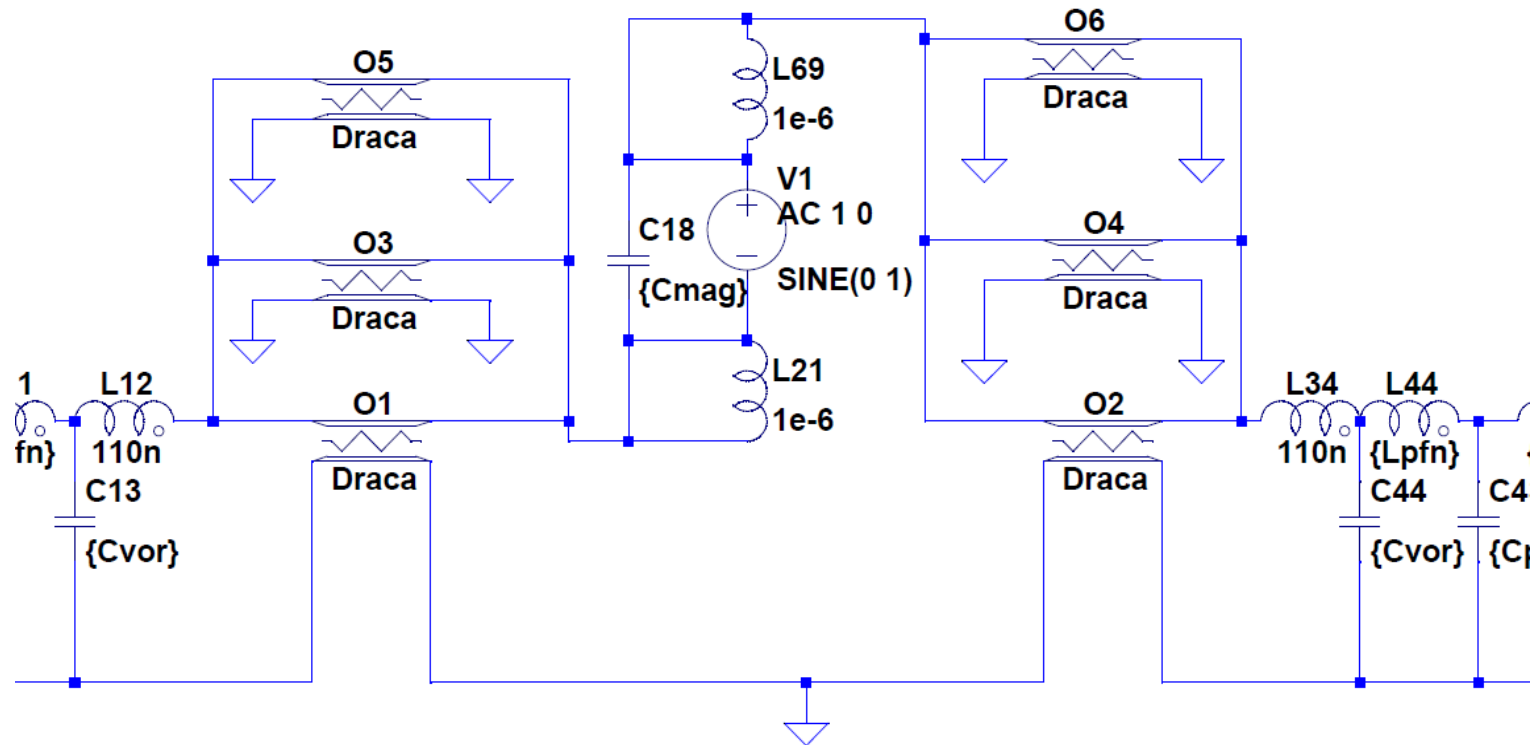 O5
Draca
O3
Draca
O1
Draca
L69
1e-6
V1
AC 1 0
SINE(0 1)
C18
{Cmag}
L21
1e-6
O6
Draca
O4
Draca
O2
Draca
1
fn}
L12
110n
C13
{Cvor}
L34
110n
L44
{Lpfn}
C44
{Cvor}
C4
{Cp